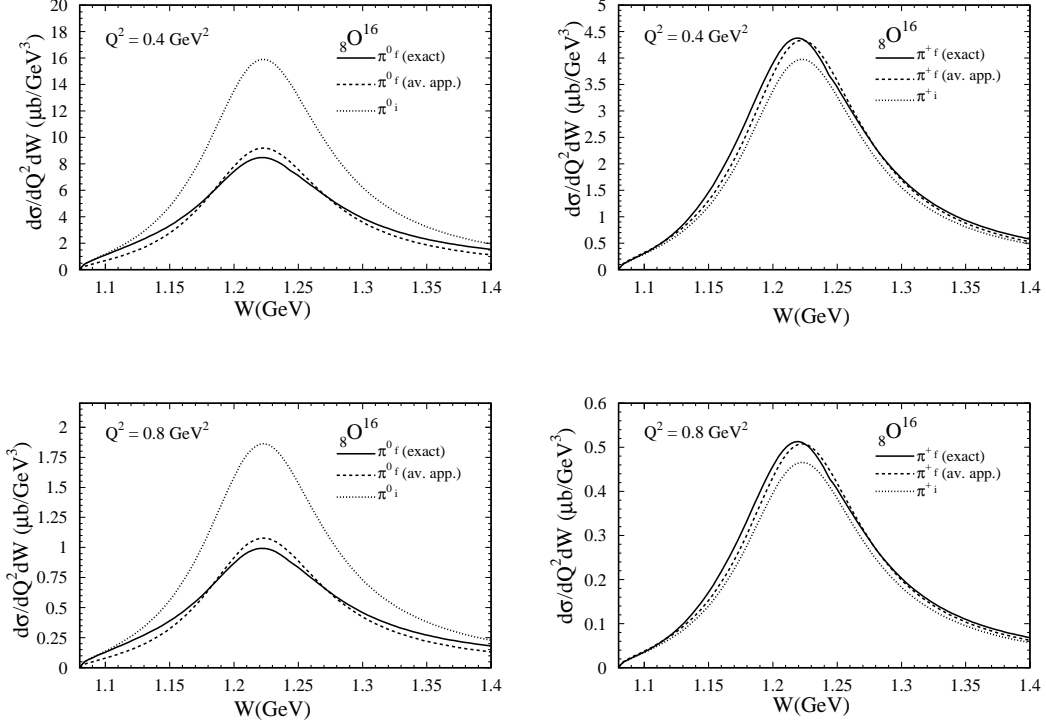 dσ/dQ² dW (μb/GeV³)
20
18
16
14
12
10
8
6
4
2
0
Q² = 0.4 GeV²
₈O¹⁶
π⁰ ᶠ (exact)
π⁰ ᶠ (av. app.)
π⁰ ⁱ
1.1 1.15 1.2 1.25 1.3 1.35 1.4
W(GeV)
dσ/dQ² dW (μb/GeV³)
5
4.5
4
3.5
3
2.5
2
1.5
1
0.5
0
Q² = 0.4 GeV²
₈O¹⁶
π⁺ ᶠ (exact)
π⁺ ᶠ (av. app.)
π⁺ ⁱ
1.1 1.15 1.2 1.25 1.3 1.35 1.4
W(GeV)
dσ/dQ² dW (μb/GeV³)
2
1.75
1.5
1.25
1
0.75
0.5
0.25
0
Q² = 0.8 GeV²
₈O¹⁶
π⁰ ᶠ (exact)
π⁰ ᶠ (av. app.)
π⁰ ⁱ
1.1 1.15 1.2 1.25 1.3 1.35 1.4
W(GeV)
dσ/dQ² dW (μb/GeV³)
0.6
0.5
0.4
0.3
0.2
0.1
0
Q² = 0.8 GeV²
₈O¹⁶
π⁺ ᶠ (exact)
π⁺ ᶠ (av. app.)
π⁺ ⁱ
1.1 1.15 1.2 1.25 1.3 1.35 1.4
W(GeV)